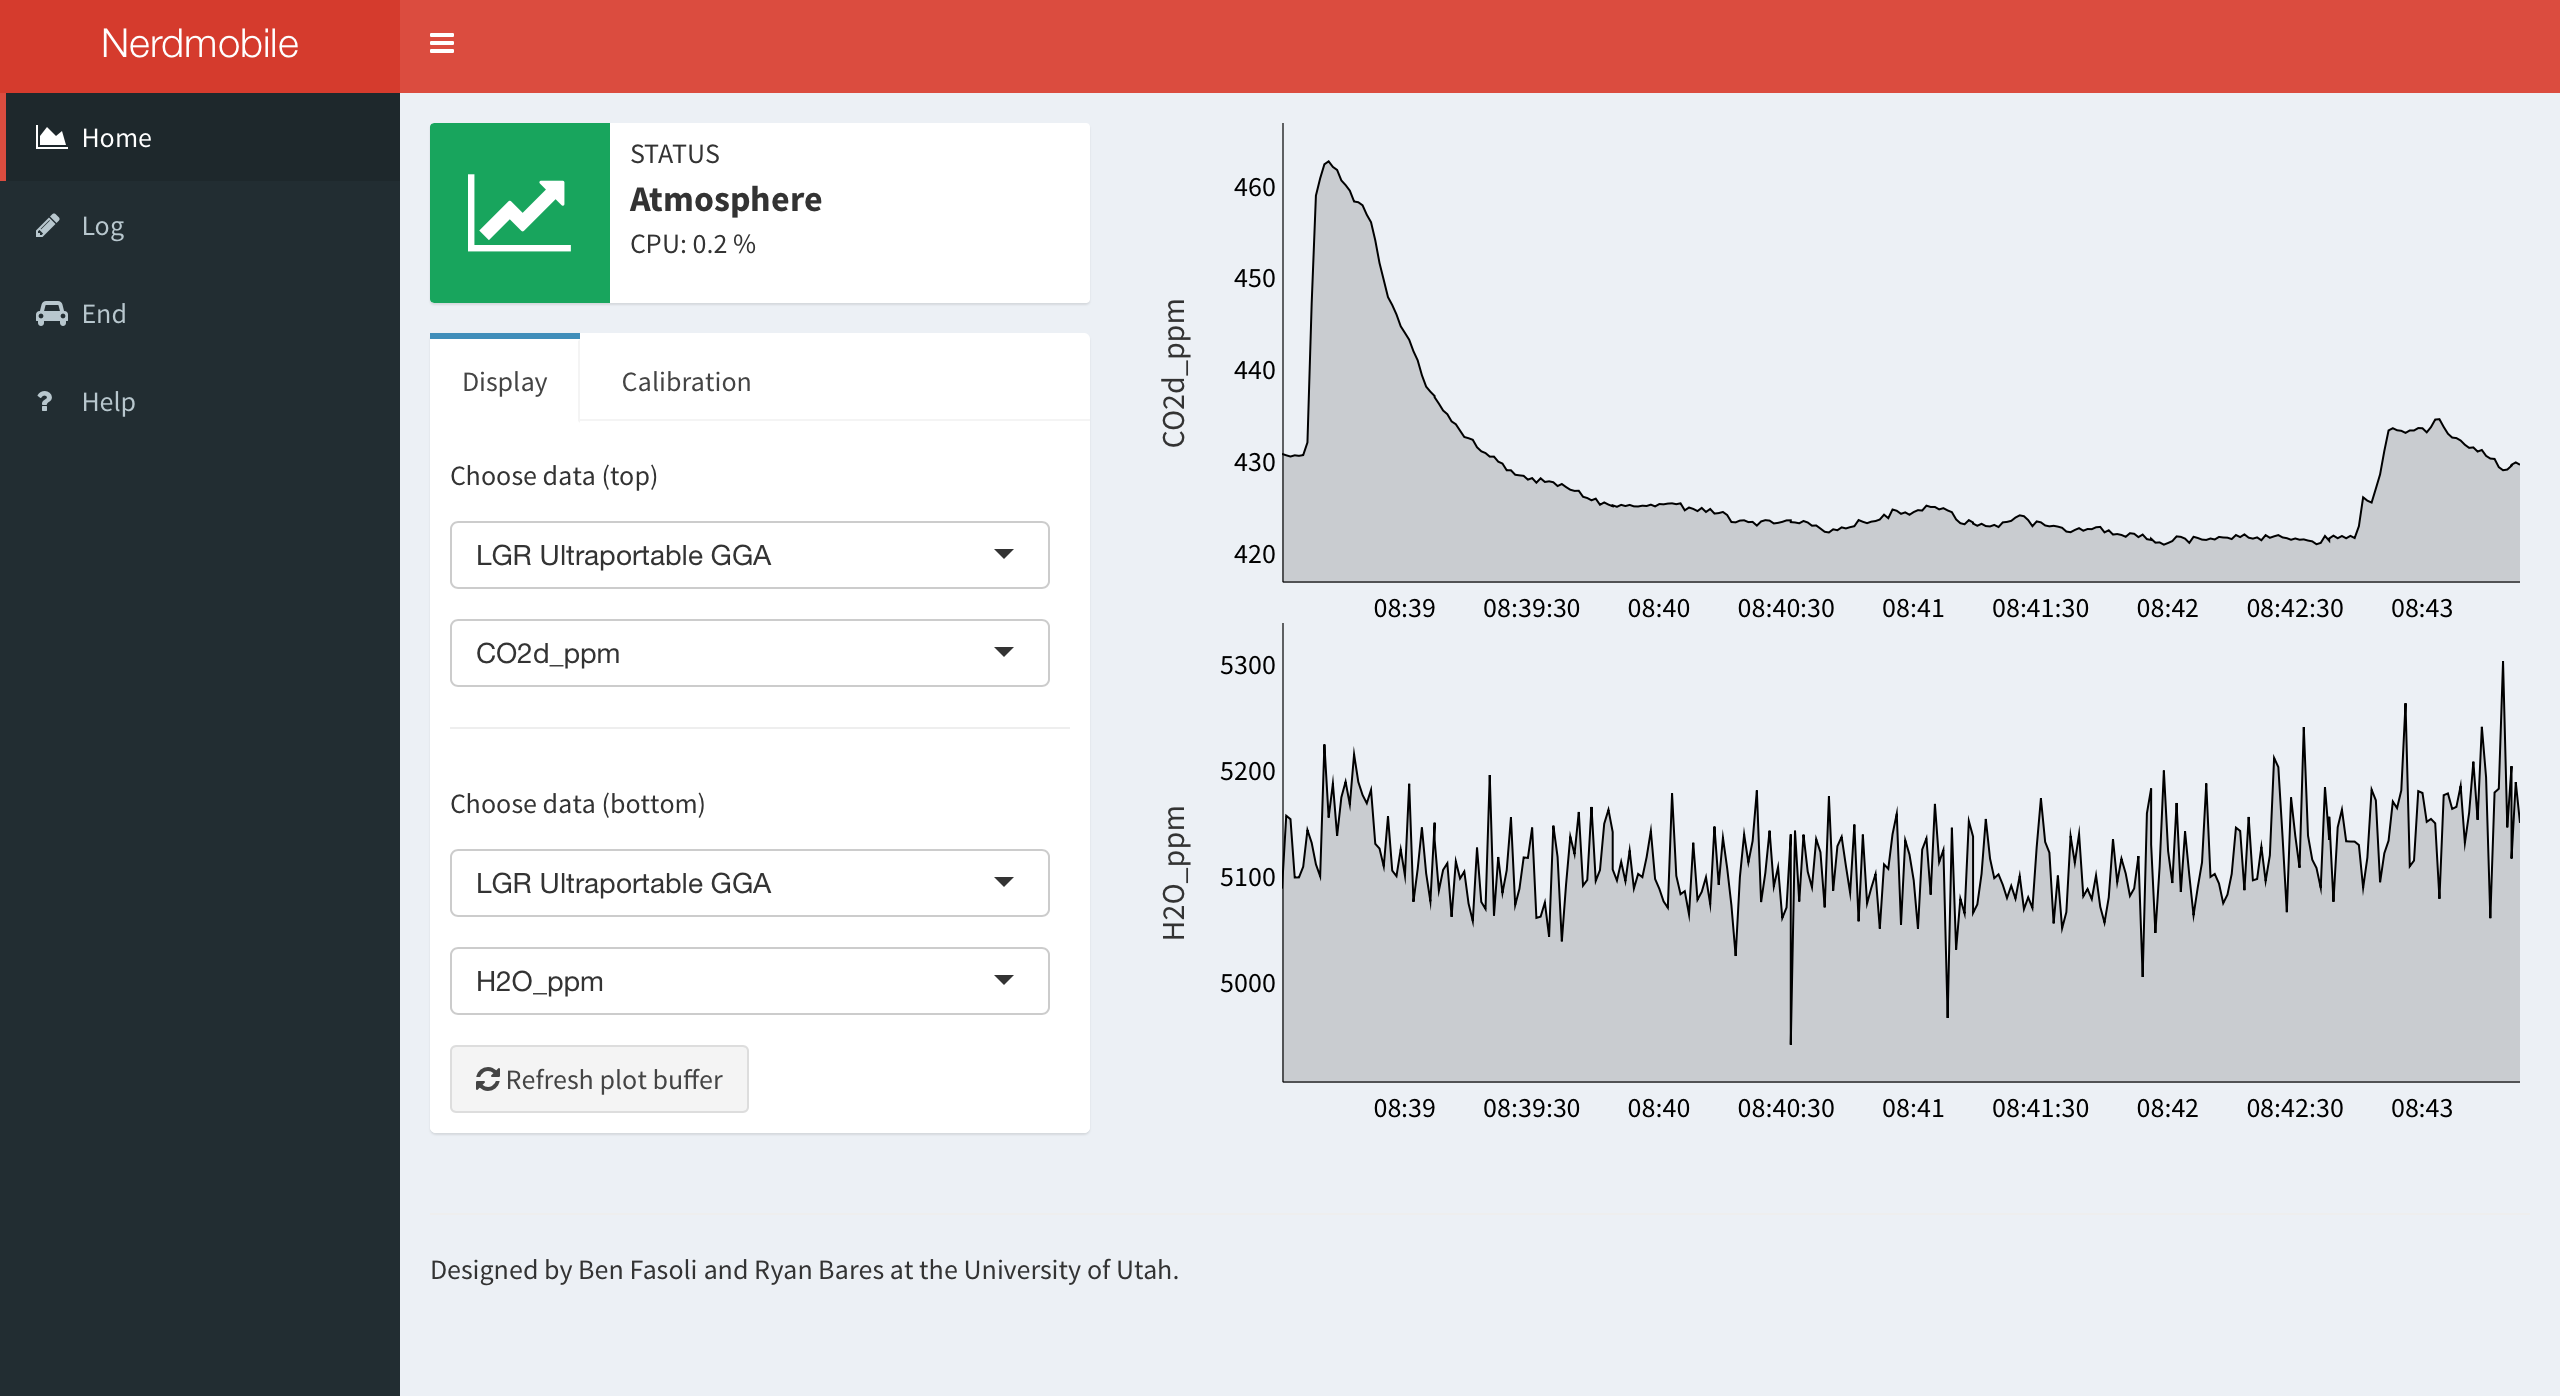 Nerdmobile
Home
Log
End
Help
STATUS
Atmosphere
CPU: 0.2 %
Display
Calibration
Choose data (top)
LGR Ultraportable GGA
CO2d_ppm
Choose data (bottom)
LGR Ultraportable GGA
H2O_ppm
Refresh plot buffer
CO2d_ppm
460
450
440
430
420
08:39 08:39:30 08:40 08:40:30 08:41 08:41:30 08:42 08:42:30 08:43
H2O_ppm
5300
5200
5100
5000
08:39 08:39:30 08:40 08:40:30 08:41 08:41:30 08:42 08:42:30 08:43
Designed by Ben Fasoli and Ryan Bares at the University of Utah.